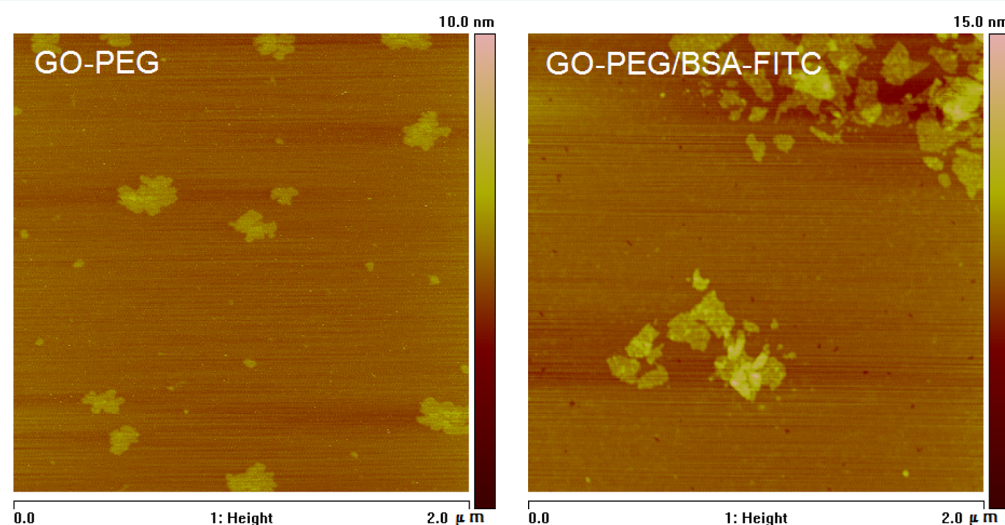 10.0 nm
GO-PEG
0.0
1: Height
2.0 μm
15.0 nm
GO-PEG/BSA-FITC
0.0
1: Height
2.0 μm